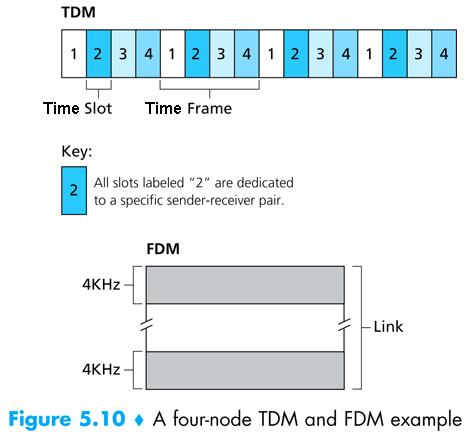 TDM
1 2 3 4 1 2 3 4 1 2 3 4 1 2 3 4
Time Slot Time Frame
Key:
2 All slots labeled “2” are dedicated
to a specific sender-receiver pair.
FDM
4KHz
Link
4KHz
Figure 5.10 ♦ A four-node TDM and FDM example